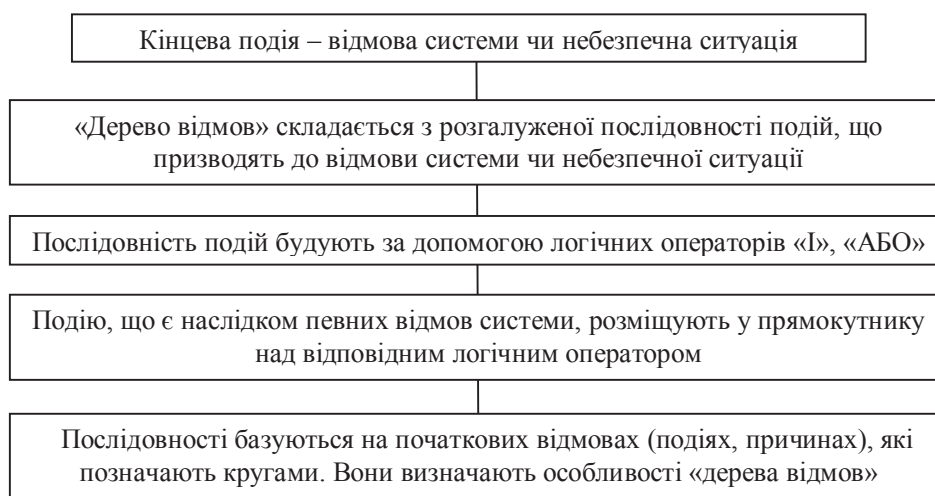 Кінцева подія – відмова системи чи небезпечна ситуація
«Дерево відмов» складається з розгалуженої послідовності подій, що
призводять до відмови системи чи небезпечної ситуації
Послідовність подій будують за допомогою логічних операторів «І», «АБО»
Подію, що є наслідком певних відмов системи, розміщують у прямокутнику
над відповідним логічним оператором
Послідовності базуються на початкових відмовах (подіях, причинах), які
позначають кругами. Вони визначають особливості «дерева відмов»